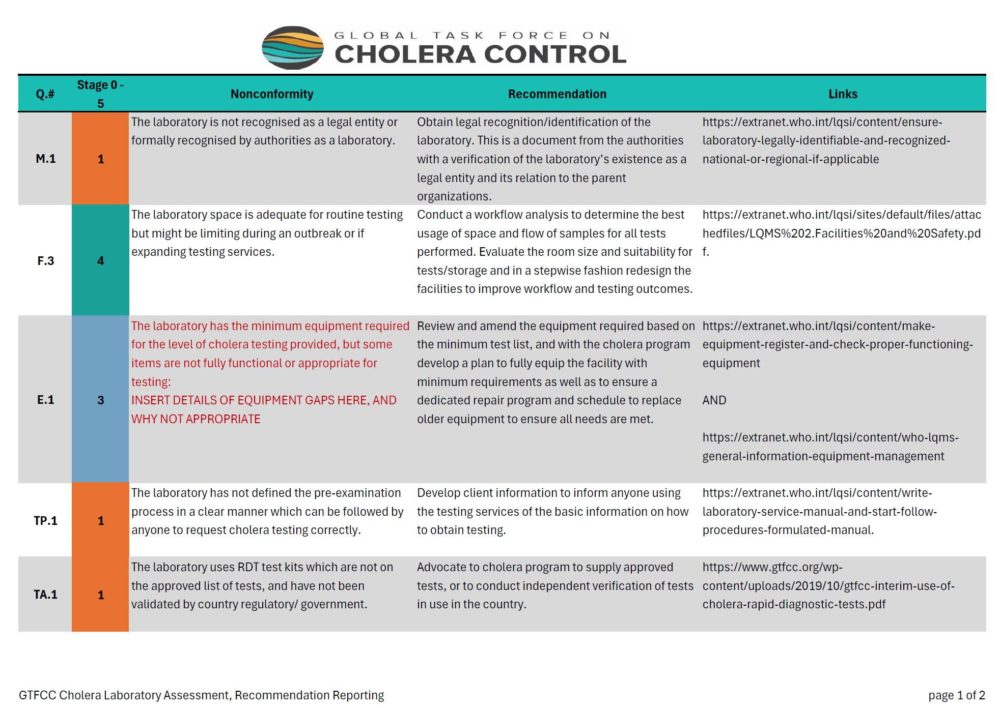 GLOBAL TASK FORCE ON
CHOLERA CONTROL
Q.#
Stage 0 -
5
Nonconformity
Recommendation
Links
M.1
1
The laboratory is not recognised as a legal entity or
formally recognised by authorities as a laboratory.
Obtain legal recognition/identification of the
laboratory. This is a document from the authorities
with a verification of the laboratory’s existence as a
legal entity and its relation to the parent
organizations.
https://extranet.who.int/lqsi/content/ensure-
laboratory-legally-identifiable-and-recognized-
national-or-regional-if-applicable
F.3
4
The laboratory space is adequate for routine testing
but might be limiting during an outbreak or if
expanding testing services.
Conduct a workflow analysis to determine the best
usage of space and flow of samples for all tests
performed. Evaluate the room size and suitability for
tests/storage and in a stepwise fashion redesign the
facilities to improve workflow and testing outcomes.
https://extranet.who.int/lqsi/sites/default/files/attac
hedfiles/LQMS%202.Facilities%20and%20Safety.pd
f.
E.1
3
The laboratory has the minimum equipment required
for the level of cholera testing provided, but some
items are not fully functional or appropriate for
testing:
INSERT DETAILS OF EQUIPMENT GAPS HERE, AND
WHY NOT APPROPRIATE
Review and amend the equipment required based on
the minimum test list, and with the cholera program
develop a plan to fully equip the facility with
minimum requirements as well as to ensure a
dedicated repair program and schedule to replace
older equipment to ensure all needs are met.
https://extranet.who.int/lqsi/content/make-
equipment-register-and-check-proper-functioning-
equipment
AND
https://extranet.who.int/lqsi/content/who-lqms-
general-information-equipment-management
TP.1
1
The laboratory has not defined the pre-examination
process in a clear manner which can be followed by
anyone to request cholera testing correctly.
Develop client information to inform anyone using
the testing services of the basic information on how
to obtain testing.
https://extranet.who.int/lqsi/content/write-
laboratory-service-manual-and-start-follow-
procedures-formulated-manual.
TA.1
1
The laboratory uses RDT test kits which are not on
the approved list of tests, and have not been
validated by country regulatory/ government.
Advocate to cholera program to supply approved
tests, or to conduct independent verification of tests
in use in the country.
https://www.gtfcc.org/wp-
content/uploads/2019/10/gtfcc-interim-use-of-
cholera-rapid-diagnostic-tests.pdf
GTFCC Cholera Laboratory Assessment, Recommendation Reporting
page 1 of 2